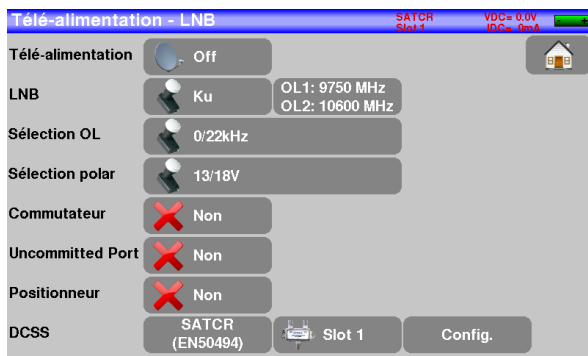 Télé-alimentation - LNB SATCR VDC= 0.0V
Slot 1 IDC= 0mA
Télé-alimentation Off
LNB Ku OL1: 9750 MHz
OL2: 10600 MHz
Sélection OL 0/22kHz
Sélection polar 13/18V
Commutateur Non
Uncommitted Port Non
Positionneur Non
DCSS SATCR
(EN50494) Slot 1 Config.